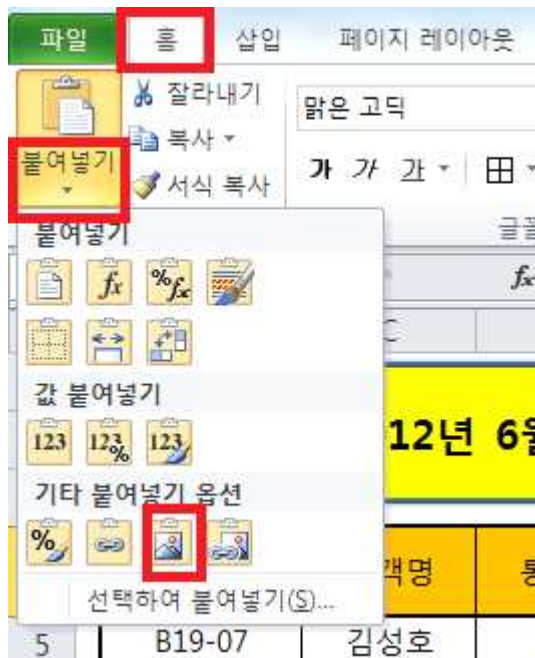 파일 홈 삽입 페이지 레이아웃
잘라내기
맑은 고딕
복사
붙여넣기
가 가 가
서식 복사
붙여넣기
fx
% fx
fx
C
값 붙여넣기
123 123% 123
12년 6월
기타 붙여넣기 옵션
%
객명
선택하여 붙여넣기(S)...
5 B19-07 김성호